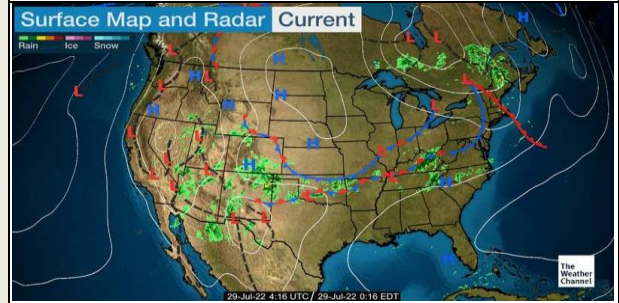 Surface Map and Radar Current
Rain Ice Snow
L L L H
H H
L H L L
L H H L
H H
L H L
L H L L
L L L H
L L
H
The
Weather
Channel
29-Jul-22 4:16 UTC / 29-Jul-22 0:16 EDT